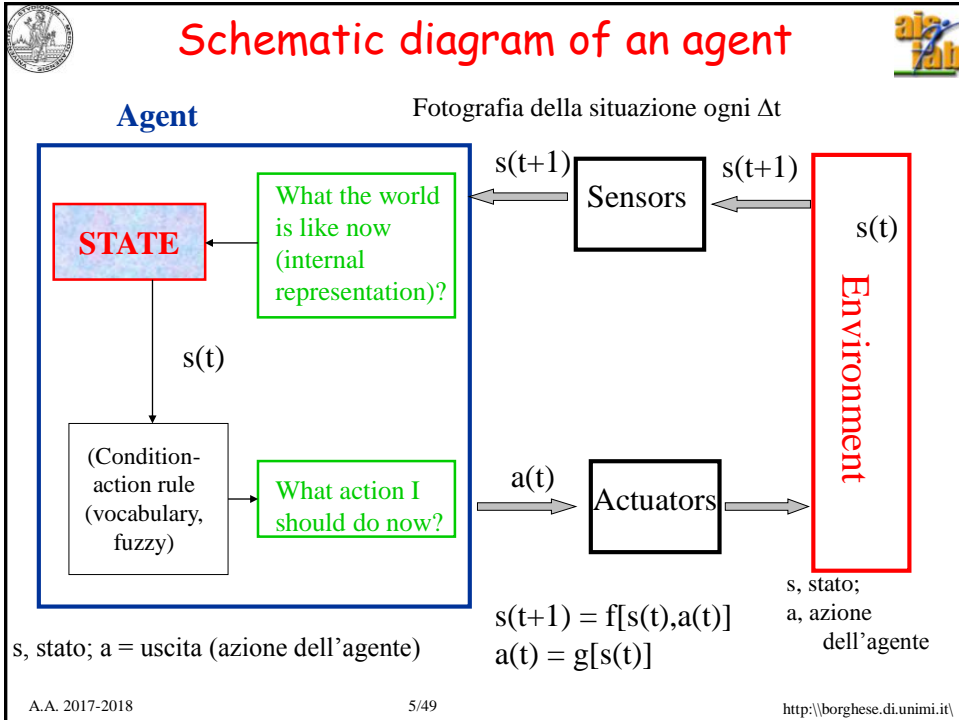 Schematic diagram of an agent
ais
lab
Agent
Fotografia della situazione ogni Δt
What the world
is like now
(internal
representation)?
STATE
s(t)
(Condition-
action rule
(vocabulary,
fuzzy)
What action I
should do now?
s(t+1)
Sensors
s(t+1)
s(t)
Environment
a(t)
Actuators
s, stato;
a, azione
dell’agente
s(t+1) = f[s(t),a(t)]
a(t) = g[s(t)]
s, stato; a = uscita (azione dell’agente)
A.A. 2017-2018
5/49
http:\\borghese.di.unimi.it\